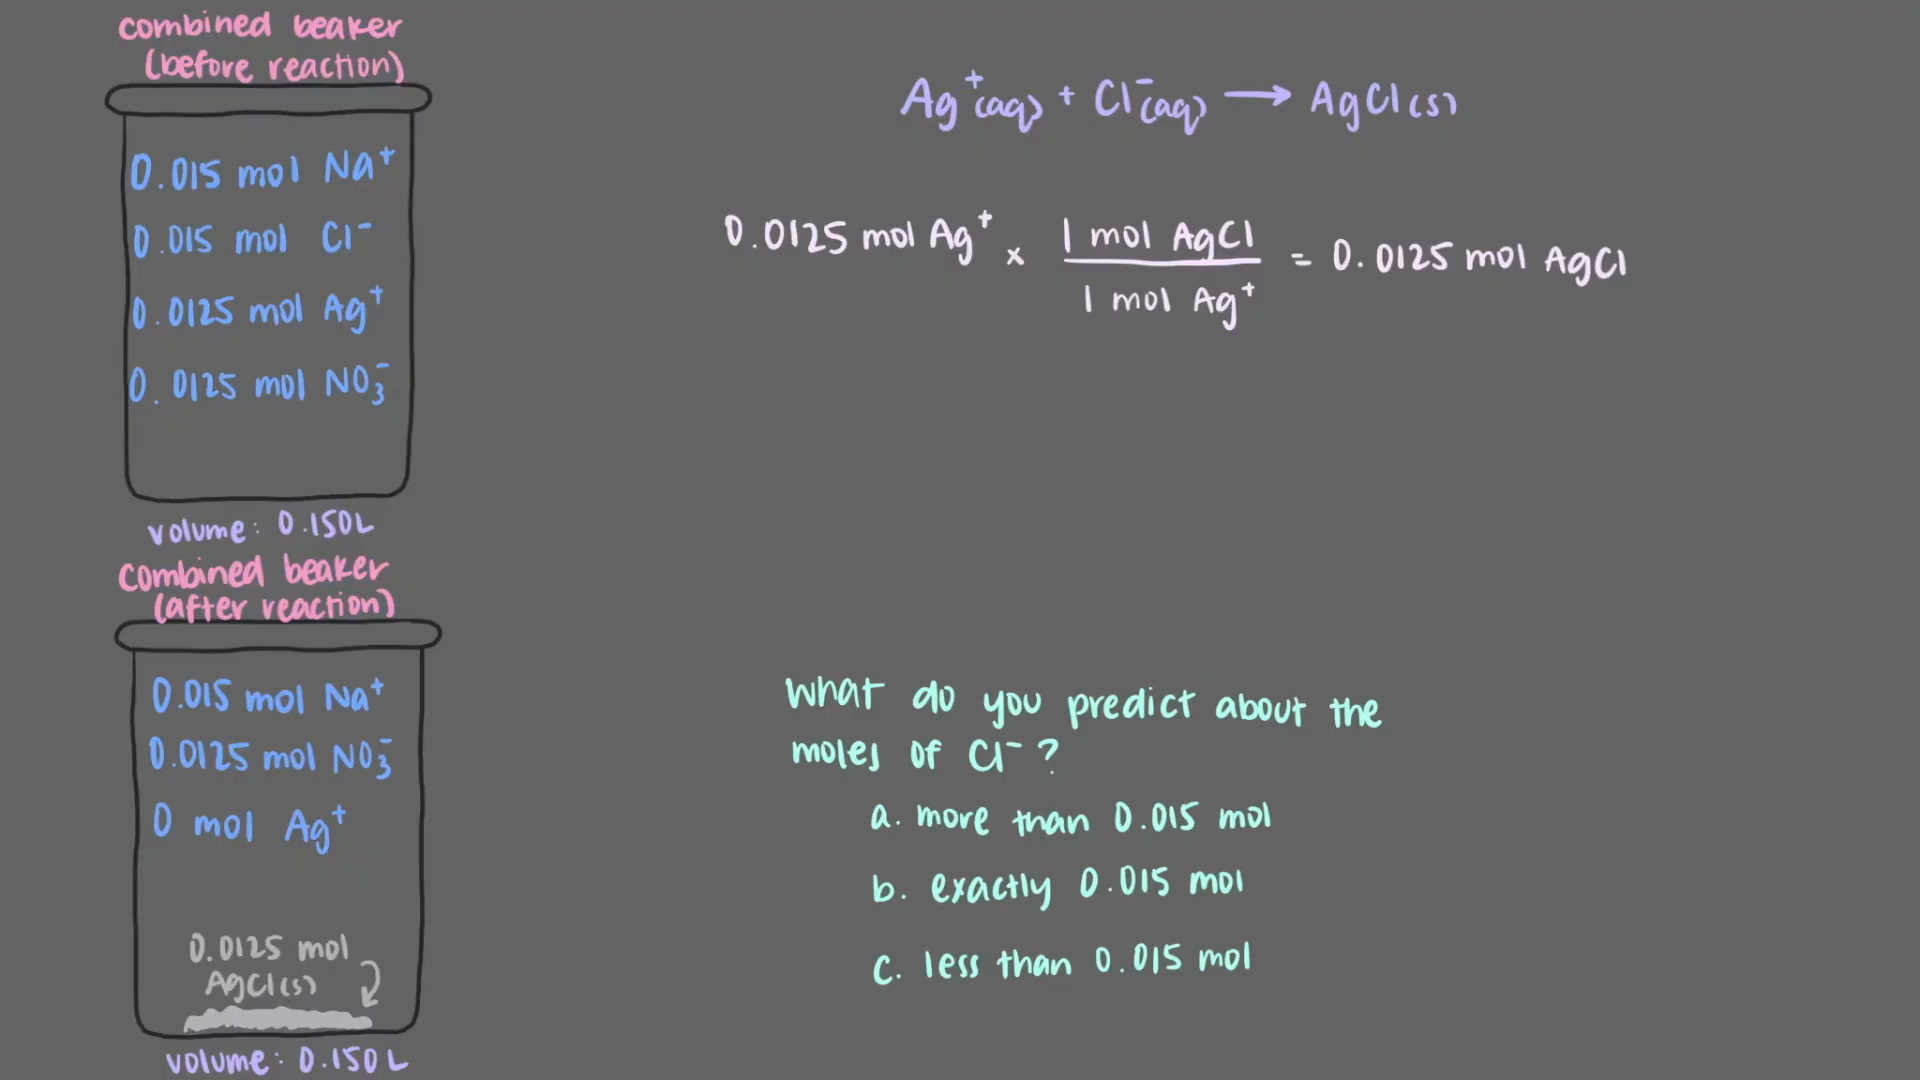 combined beaker
(before reaction)
0.015 mol Na⁺
0.015 mol Cl⁻
0.0125 mol Ag⁺
0.0125 mol NO₃⁻
volume: 0.150L
combined beaker
(after reaction)
0.015 mol Na⁺
0.0125 mol NO₃⁻
0 mol Ag⁺
0.0125 mol
AgCl(s)
volume: 0.150 L
Ag⁺(aq) + Cl⁻(aq) → AgCl(s)
0.0125 mol Ag⁺ × 1 mol AgCl / 1 mol Ag⁺ = 0.0125 mol AgCl
What do you predict about the
moles of Cl⁻?
a. more than 0.015 mol
b. exactly 0.015 mol
c. less than 0.015 mol